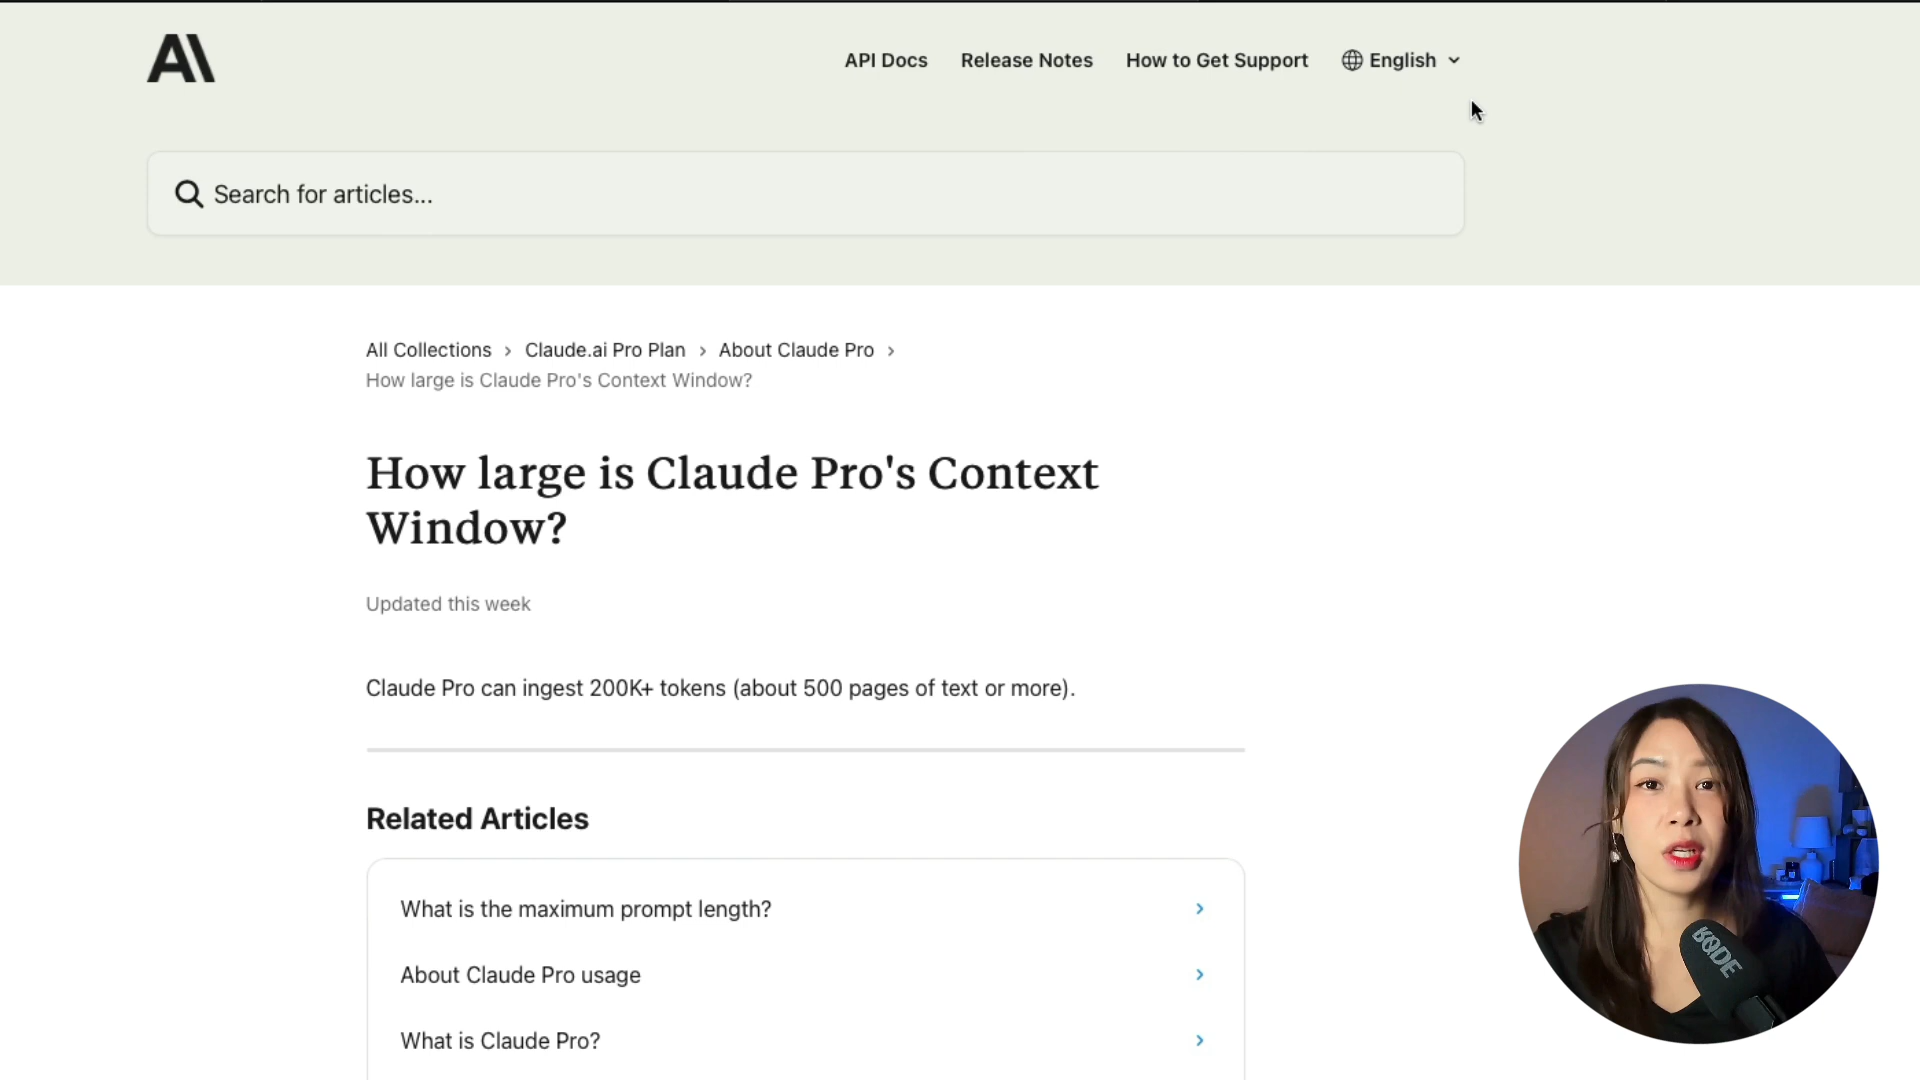 A\
API Docs
Release Notes
How to Get Support
English
Search for articles...
All Collections > Claude.ai Pro Plan > About Claude Pro >
How large is Claude Pro's Context Window?
How large is Claude Pro's Context
Window?
Updated this week
Claude Pro can ingest 200K+ tokens (about 500 pages of text or more).
Related Articles
What is the maximum prompt length?
About Claude Pro usage
What is Claude Pro?
RØDE